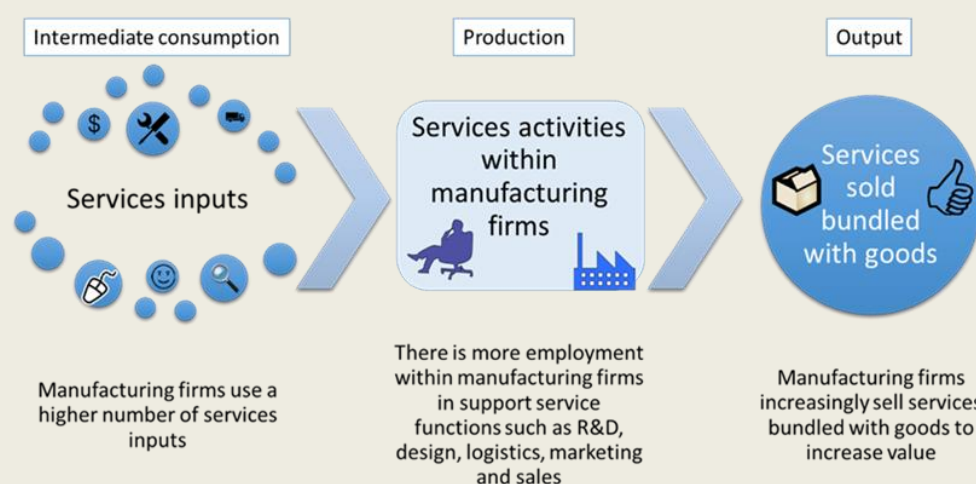 Intermediate consumption
Production
Output
$
Services inputs
Services activities
within
manufacturing
firms
Services
sold
bundled
with goods
Manufacturing firms use a
higher number of services
inputs
There is more employment
within manufacturing firms
in support service
functions such as R&D,
design, logistics, marketing
and sales
Manufacturing firms
increasingly sell services
bundled with goods to
increase value